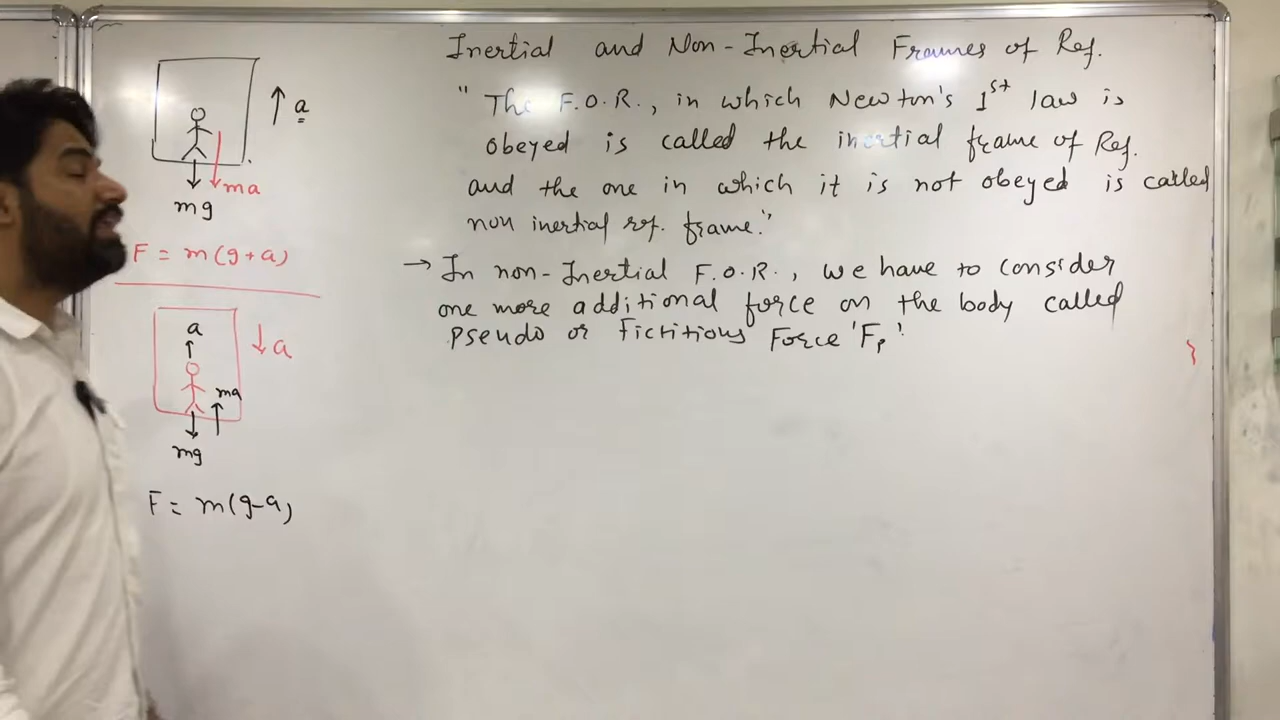 Inertial and Non-Inertial Frames of Ref.
" The F.O.R., in which Newton's 1st law is
obeyed is called the inertial frame of Ref.
and the one in which it is not obeyed is called
non inertial ref. frame."
→ In non-Inertial F.O.R., we have to consider
one more additional force on the body called
pseudo or Fictitious Force 'Fp'
a
ma
mg
F = m(g+a)
a
a
ma
mg
F = m(g-a)